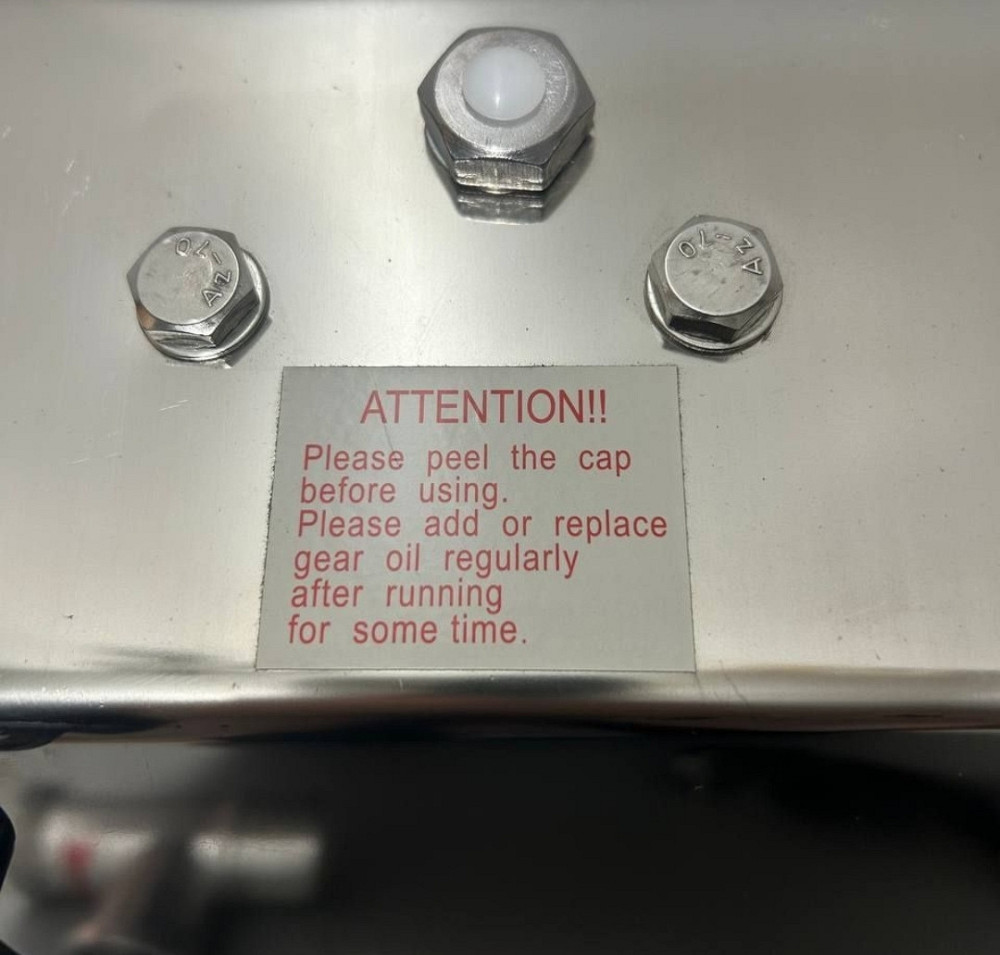 A2-70
A2-70
ATTENTION!!
Please peel the cap
before using.
Please add or replace
gear oil regularly
after running
for some time.